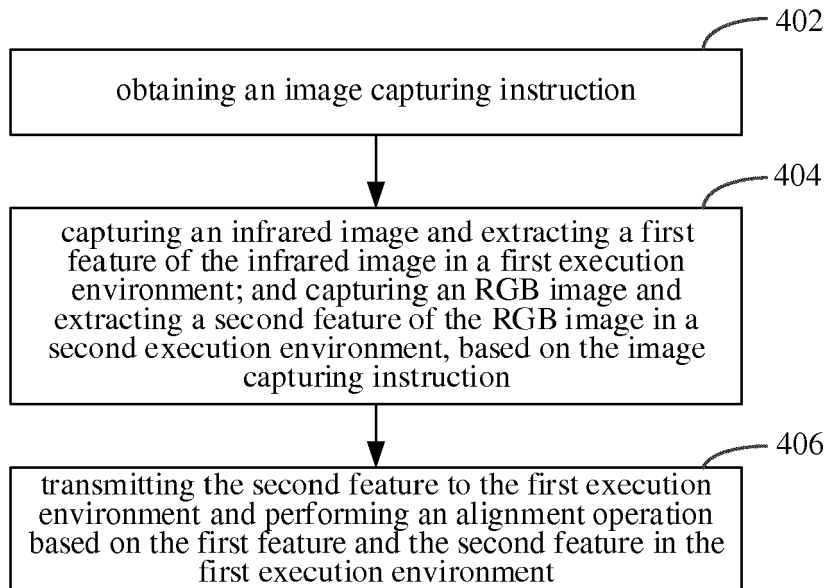 402
obtaining an image capturing instruction
404
capturing an infrared image and extracting a first
feature of the infrared image in a first execution
environment; and capturing an RGB image and
extracting a second feature of the RGB image in a
second execution environment, based on the image
capturing instruction
406
transmitting the second feature to the first execution
environment and performing an alignment operation
based on the first feature and the second feature in the
first execution environment